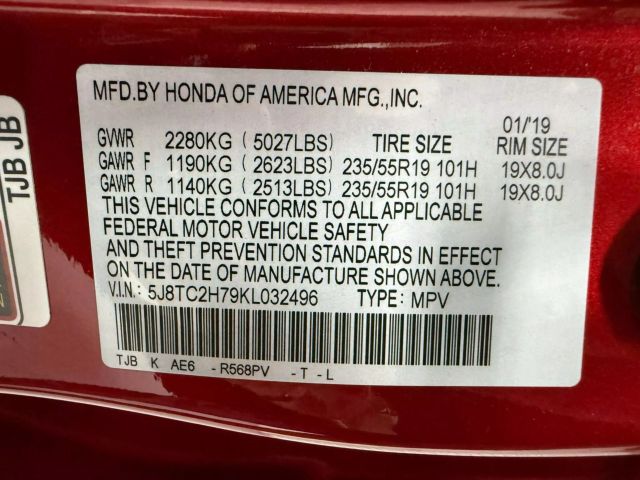 MFD.BY HONDA OF AMERICA MFG.,INC.
01/'19
GVWR 2280KG (5027LBS) TIRE SIZE RIM SIZE
GAWR F 1190KG (2623LBS) 235/55R19 101H 19X8.0J
GAWR R 1140KG (2513LBS) 235/55R19 101H 19X8.0J
THIS VEHICLE CONFORMS TO ALL APPLICABLE
FEDERAL MOTOR VEHICLE SAFETY
AND THEFT PREVENTION STANDARDS IN EFFECT
ON THE DATE OF MANUFACTURE SHOWN ABOVE.
V.I.N.: 5J8TC2H79KL032496 TYPE: MPV
TJB K AE6 -R568PV -T -L
TJB JB